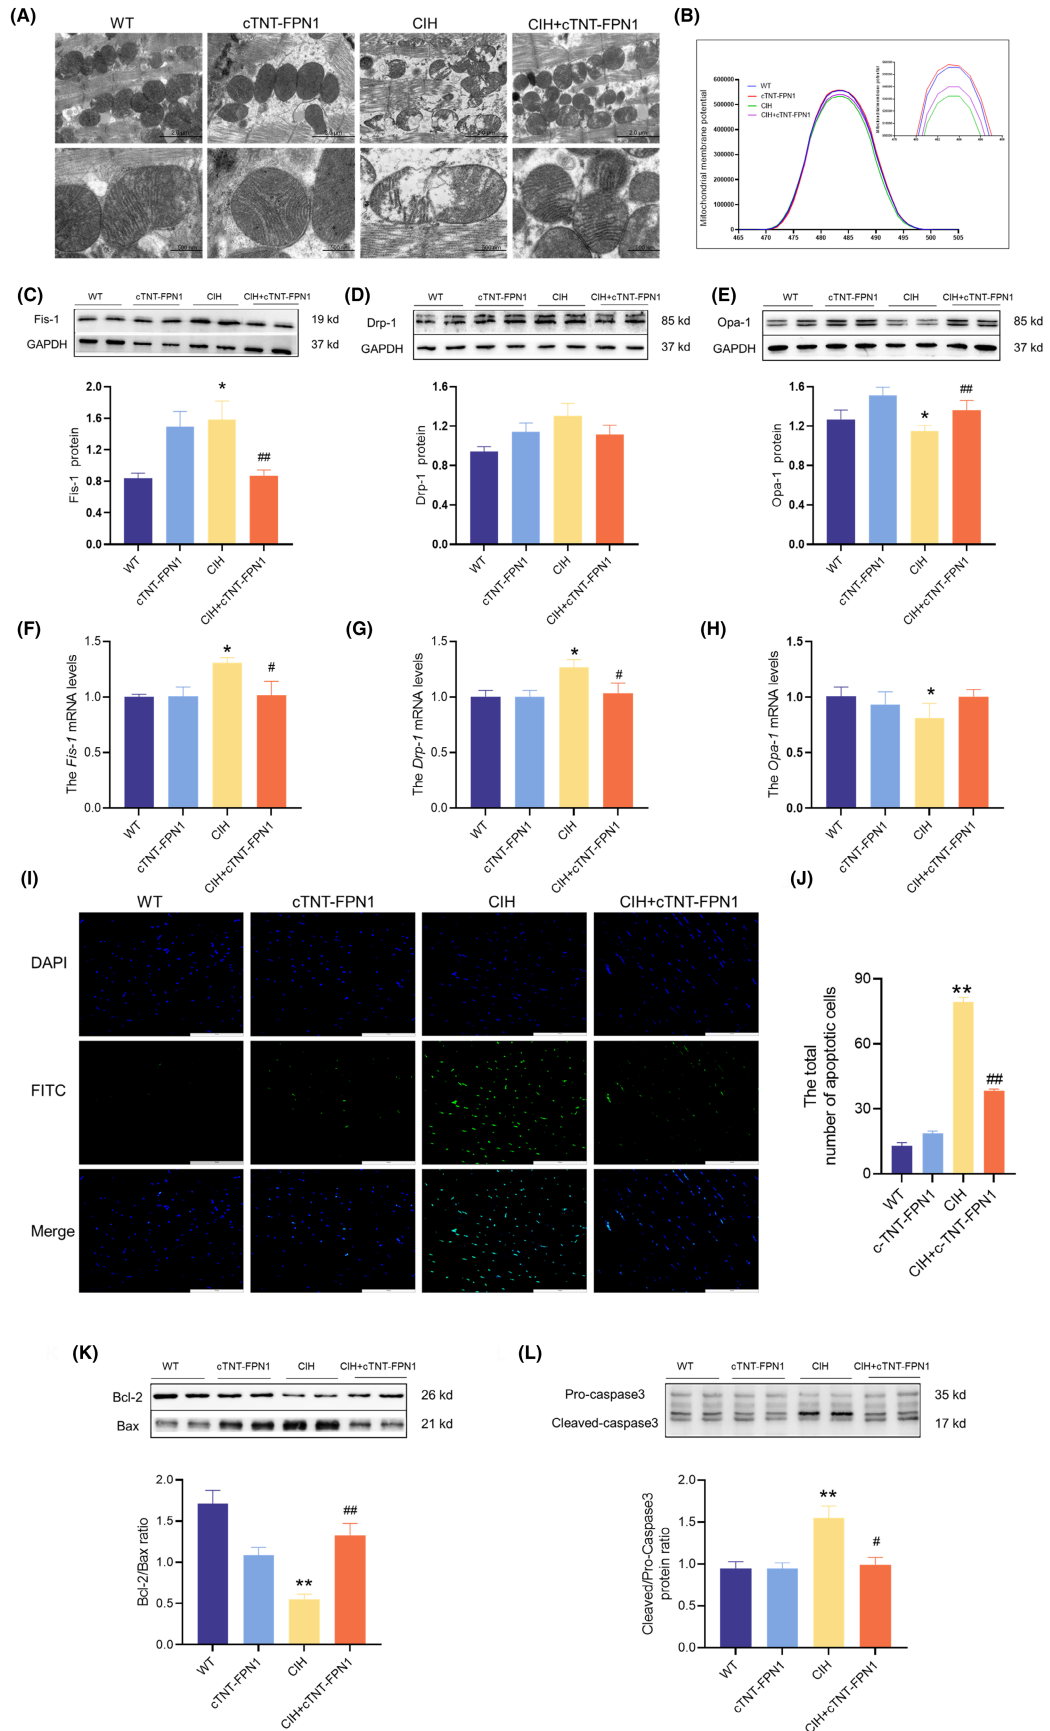 (A)
WT
cTNT-FPN1
CIH
CIH+cTNT-FPN1
2.0 μm
2.0 μm
500 nm
500 nm
(B)
Mitochondrial membrane potential
600000
500000
400000
300000
200000
100000
0
465 470 475 480 485 490 495 500 505
WT
cTNT-FPN1
CIH
CIH+cTNT-FPN1
Mitochondrial membrane potential
(C)
WT cTNT-FPN1 CIH CIH+cTNT-FPN1
Fis-1 19 kd
GAPDH 37 kd
Fis-1 protein
2.0
1.6
1.2
0.8
0.4
0.0
*
##
WT
cTNT-FPN1
CIH
CIH+cTNT-FPN1
(D)
WT cTNT-FPN1 CIH CIH+cTNT-FPN1
Drp-1 85 kd
GAPDH 37 kd
Drp-1 protein
1.6
1.2
0.8
0.4
0.0
WT
cTNT-FPN1
CIH
CIH+cTNT-FPN1
(E)
WT cTNT-FPN1 CIH CIH+cTNT-FPN1
Opa-1 85 kd
GAPDH 37 kd
Opa-1 protein
1.6
1.2
0.8
0.4
0.0
*
##
WT
cTNT-FPN1
CIH
CIH+cTNT-FPN1
(F)
The Fis-1 mRNA levels
1.5
1.0
0.5
0.0
*
#
WT
cTNT-FPN1
CIH
CIH+cTNT-FPN1
(G)
The Drp-1 mRNA levels
1.5
1.0
0.5
0.0
*
#
WT
cTNT-FPN1
CIH
CIH+cTNT-FPN1
(H)
The Opa-1 mRNA levels
1.5
1.0
0.5
0.0
*
WT
cTNT-FPN1
CIH
CIH+cTNT-FPN1
(I)
WT cTNT-FPN1 CIH CIH+cTNT-FPN1
DAPI
FITC
Merge
(J)
The total
number of apoptotic cells
90
60
30
0
**
##
WT
c-TNT-FPN1
CIH
CIH+c-TNT-FPN1
(K)
WT cTNT-FPN1 CIH CIH+cTNT-FPN1
Bcl-2 26 kd
Bax 21 kd
Bcl-2/Bax ratio
2.0
1.5
1.0
0.5
0.0
**
##
WT
cTNT-FPN1
CIH
CIH+cTNT-FPN1
(L)
WT cTNT-FPN1 CIH CIH+cTNT-FPN1
Pro-caspase3 35 kd
Cleaved-caspase3 17 kd
Cleaved/Pro-Caspase3
protein ratio
2.0
1.5
1.0
0.5
0.0
**
#
WT
cTNT-FPN1
CIH
CIH+cTNT-FPN1